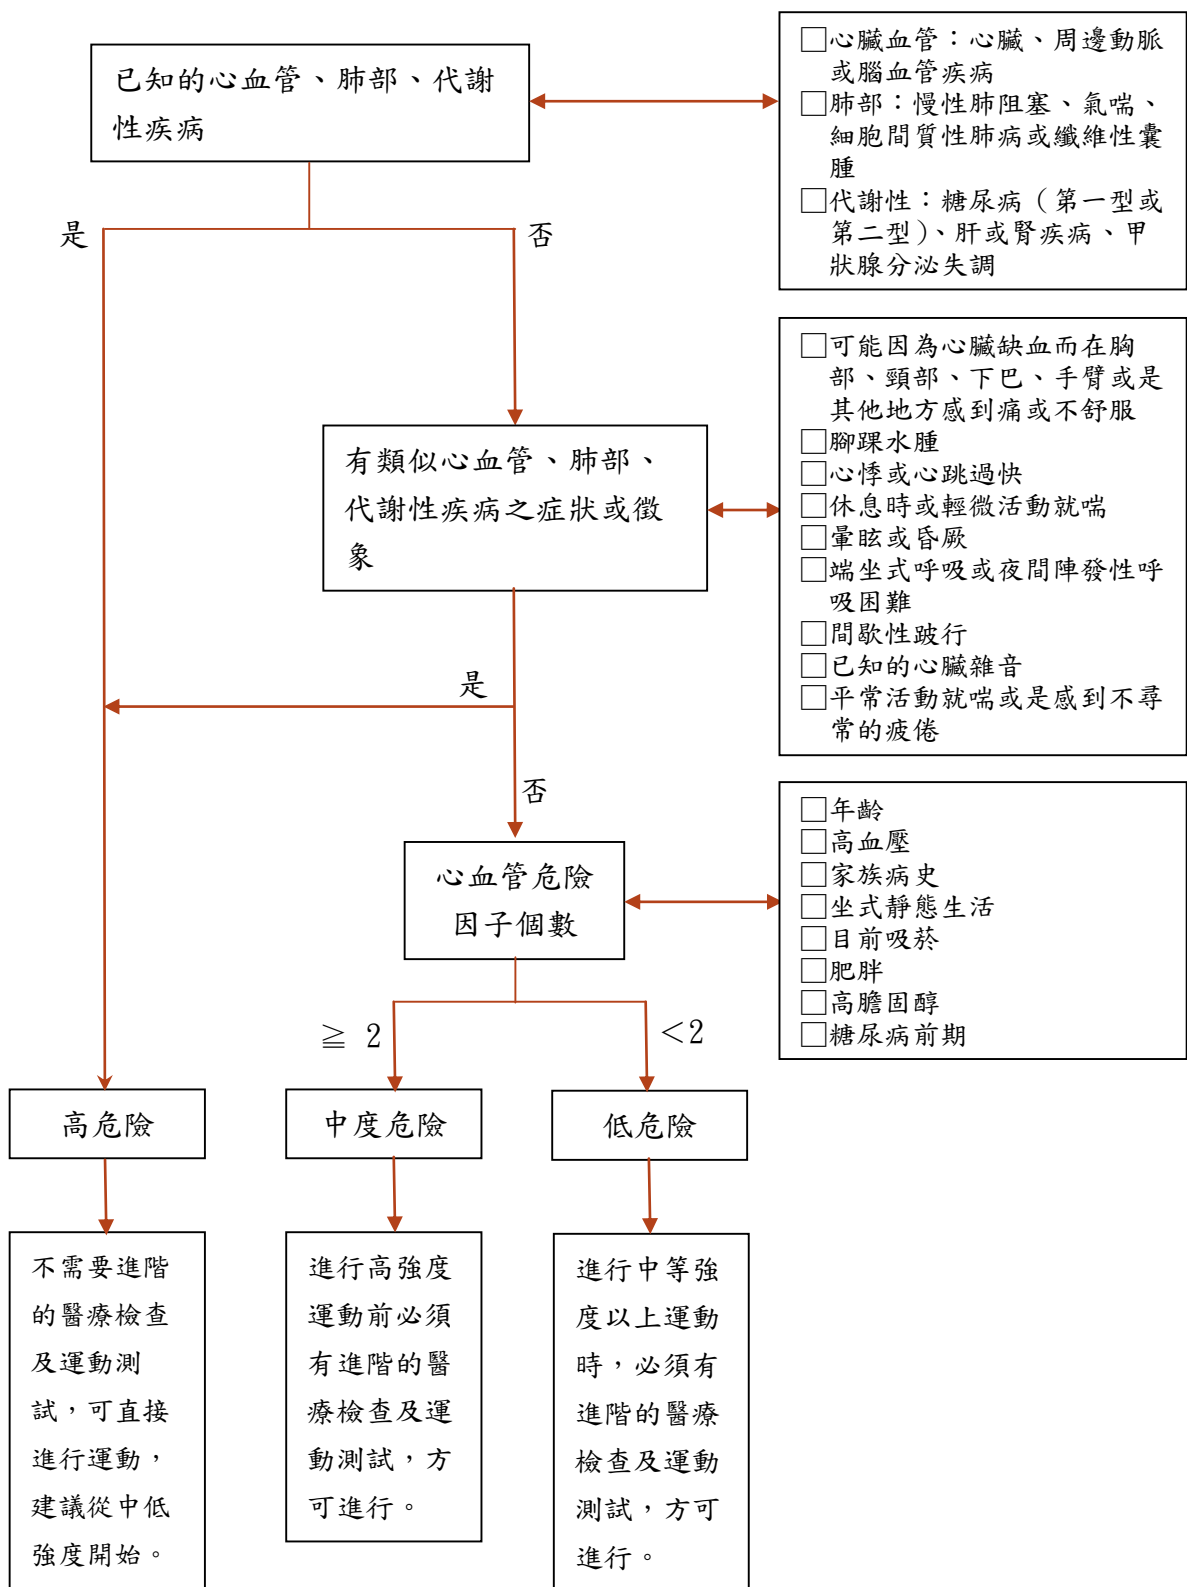 已知的心血管、肺部、代謝
性疾病
□心臟血管：心臟、周邊動脈
或腦血管疾病
□肺部：慢性肺阻塞、氣喘、
細胞間質性肺病或纖維性囊
腫
□代謝性：糖尿病（第一型或
第二型）、肝或腎疾病、甲
狀腺分泌失調
是
否
有類似心血管、肺部、
代謝性疾病之症狀或徵
象
□可能因為心臟缺血而在胸
部、頸部、下巴、手臂或是
其他地方感到痛或不舒服
□腳踝水腫
□心悸或心跳過快
□休息時或輕微活動就喘
□暈眩或昏厥
□端坐式呼吸或夜間陣發性呼
吸困難
□間歇性跛行
□已知的心臟雜音
□平常活動就喘或是感到不尋
常的疲倦
是
否
心血管危險
因子個數
□年齡
□高血壓
□家族病史
□坐式靜態生活
□目前吸菸
□肥胖
□高膽固醇
□糖尿病前期
≧ 2
<2
高危險
中度危險
低危險
不需要進階
的醫療檢查
及運動測
試，可直接
進行運動，
建議從中低
強度開始。
進行高強度
運動前必須
有進階的醫
療檢查及運
動測試，方
可進行。
進行中等強
度以上運動
時，必須有
進階的醫療
檢查及運動
測試，方可
進行。